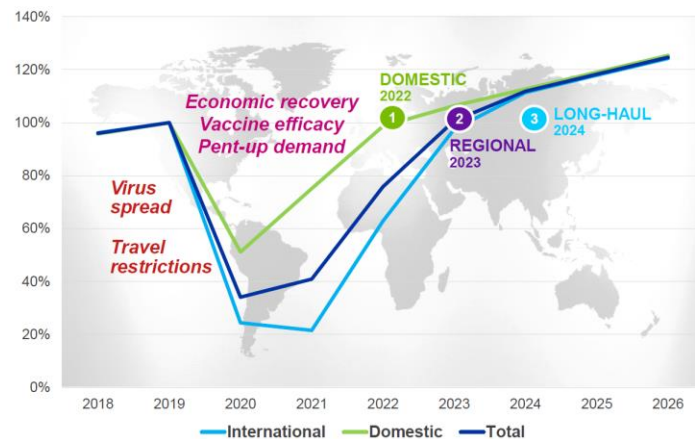 140%
120%
100%
80%
60%
40%
20%
0%
Economic recovery
Vaccine efficacy
Pent-up demand
Virus
spread
Travel
restrictions
DOMESTIC
2022
1
2
REGIONAL
2023
3
LONG-HAUL
2024
2018 2019 2020 2021 2022 2023 2024 2025 2026
International Domestic Total